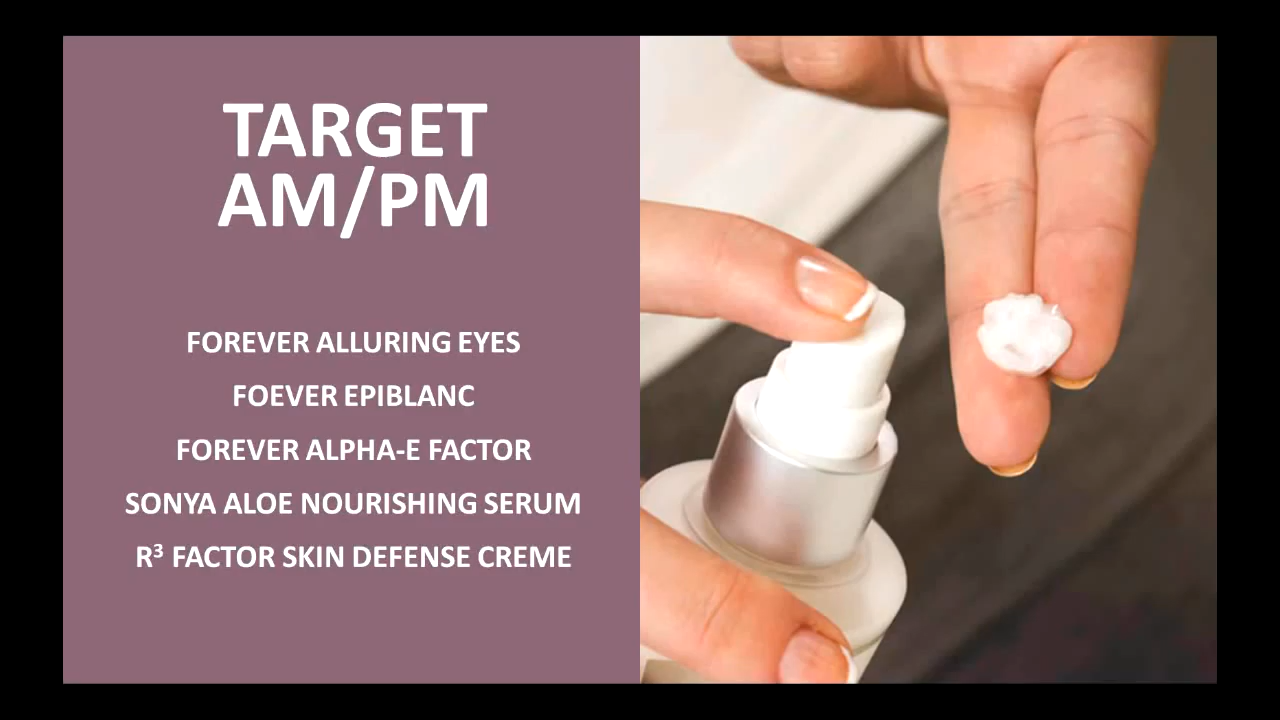 TARGET
AM/PM
FOREVER ALLURING EYES
FOEVER EPIBLANC
FOREVER ALPHA-E FACTOR
SONYA ALOE NOURISHING SERUM
R³ FACTOR SKIN DEFENSE CREME